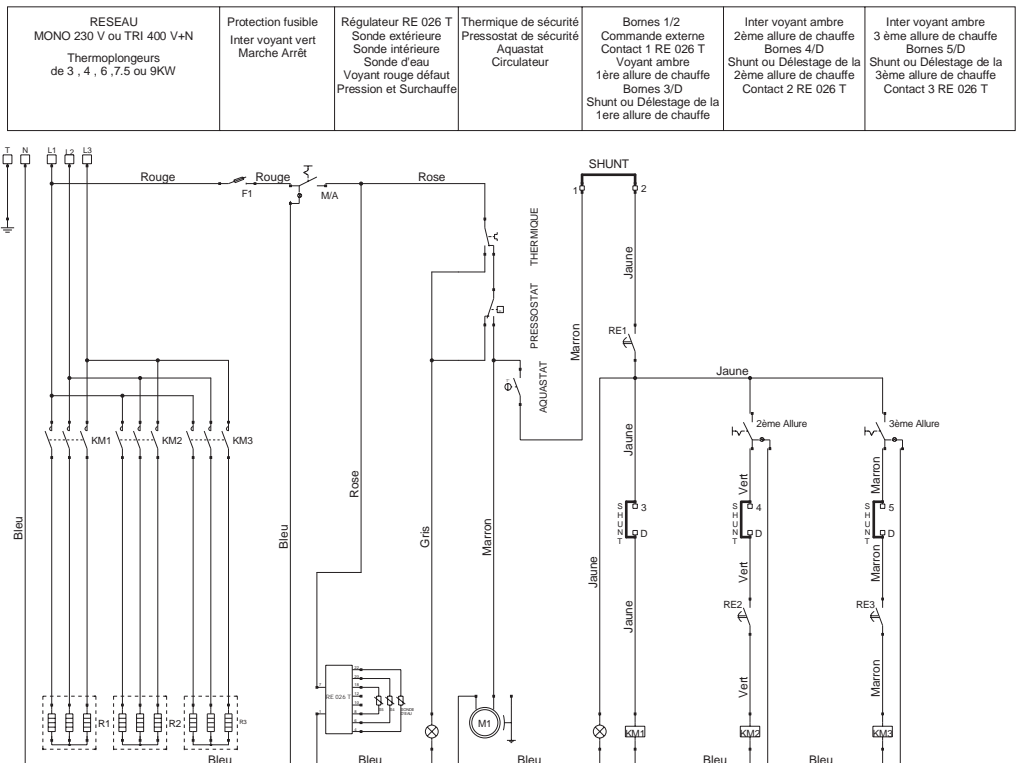 RESEAU
MONO 230 V ou TRI 400 V+N
Thermoplongeurs
de 3 , 4 , 6 ,7.5 ou 9KW
Protection fusible
Inter voyant vert
Marche Arrêt
Régulateur RE 026 T
Sonde extérieure
Sonde intérieure
Sonde d'eau
Voyant rouge défaut
Pression et Surchauffe
Thermique de sécurité
Pressostat de sécurité
Aquastat
Circulateur
Bornes 1/2
Commande externe
Contact 1 RE 026 T
Voyant ambre
1ère allure de chauffe
Bornes 3/D
Shunt ou Délestage de la
1ere allure de chauffe
Inter voyant ambre
2ème allure de chauffe
Bornes 4/D
Shunt ou Délestage de la
2ème allure de chauffe
Contact 2 RE 026 T
Inter voyant ambre
3 ème allure de chauffe
Bornes 5/D
Shunt ou Délestage de la
3ème allure de chauffe
Contact 3 RE 026 T
T N L1 L2 L3
Rouge
F1
Rouge
M/A
Rose
SHUNT
1 2
THERMIQUE
PRESSOSTAT
AQUASTAT
Marron
Jaune
RE1
Jaune
KM1 KM2 KM3
2ème Allure
3ème Allure
Bleu
Bleu
Rose
Gris
Marron
Jaune
Jaune
SHUNT
3
D
Jaune
Vert
SHUNT
4
D
Vert
RE2
Vert
Marron
SHUNT
5
D
Marron
RE3
Marron
R1 R2 R3
RE 026 T
SONDE
D'EAU
M1
KM1 KM2 KM3
Bleu Bleu Bleu Bleu Bleu